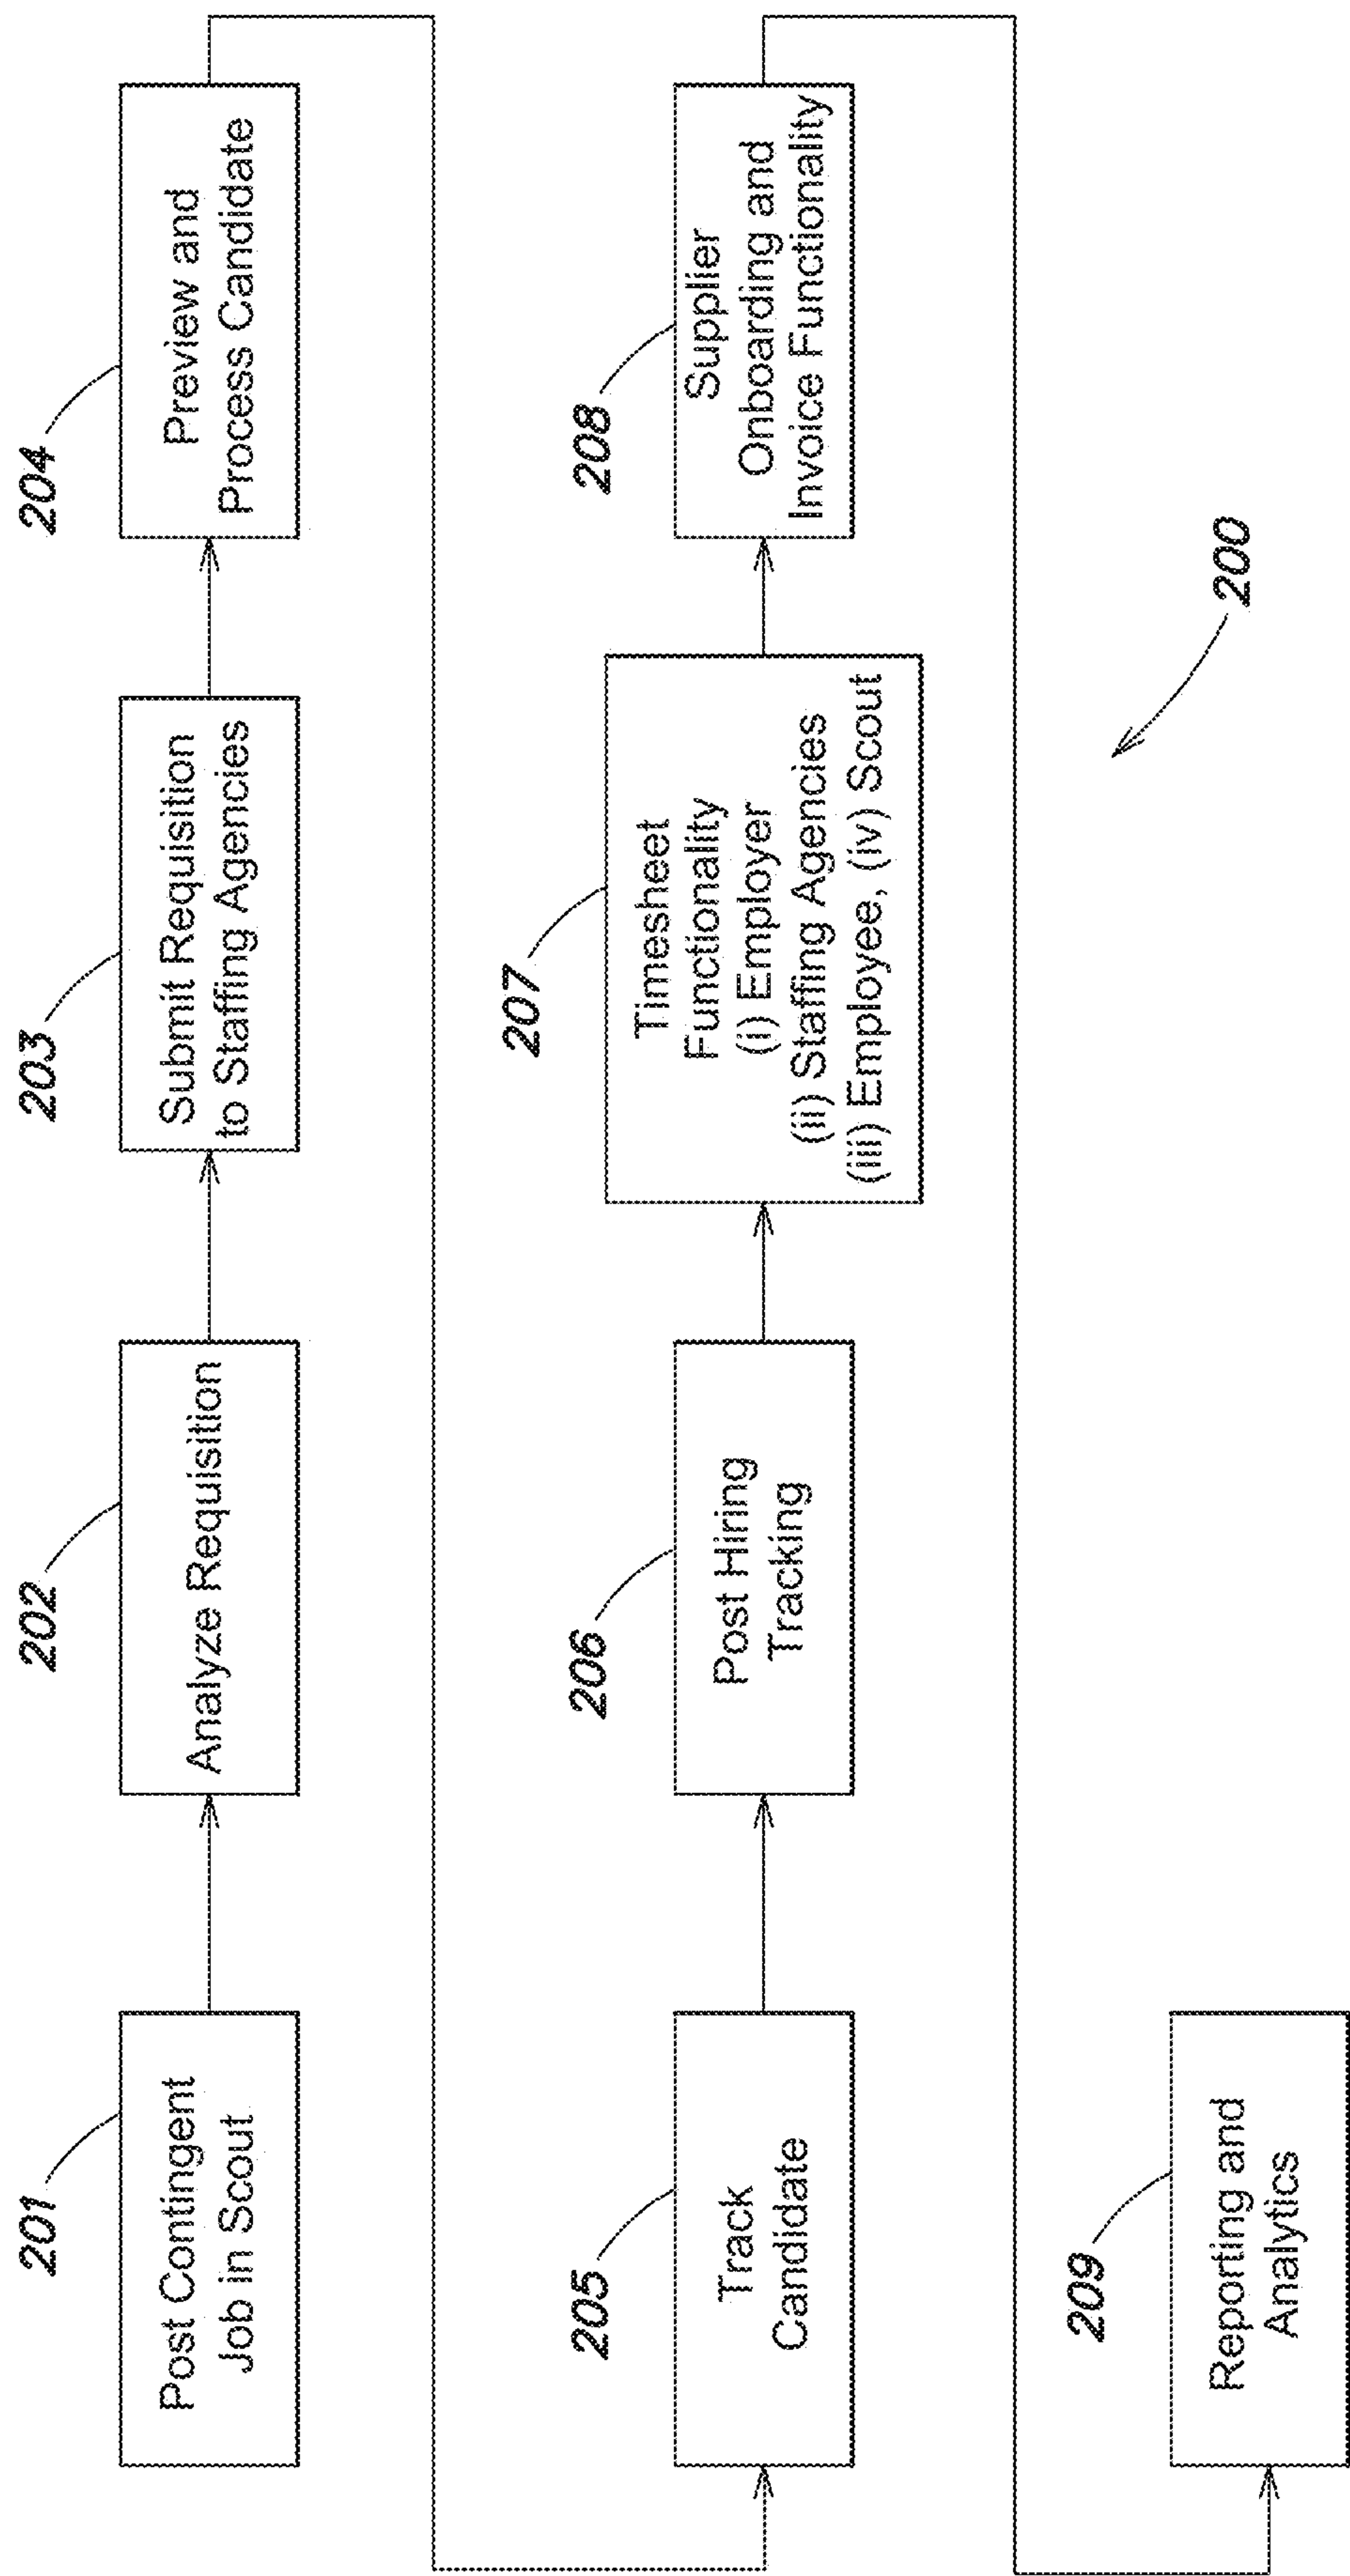 201
Post Contingent
Job in Scout
202
Analyze Requisition
203
Submit Requisition
to Staffing Agencies
204
Preview and
Process Candidate
205
Track
Candidate
206
Post Hiring
Tracking
207
Timesheet
Functionality
(i) Employer
(ii) Staffing Agencies
(iii) Employee, (iv) Scout
208
Supplier
Onboarding and
Invoice Functionality
209
Reporting and
Analytics
200